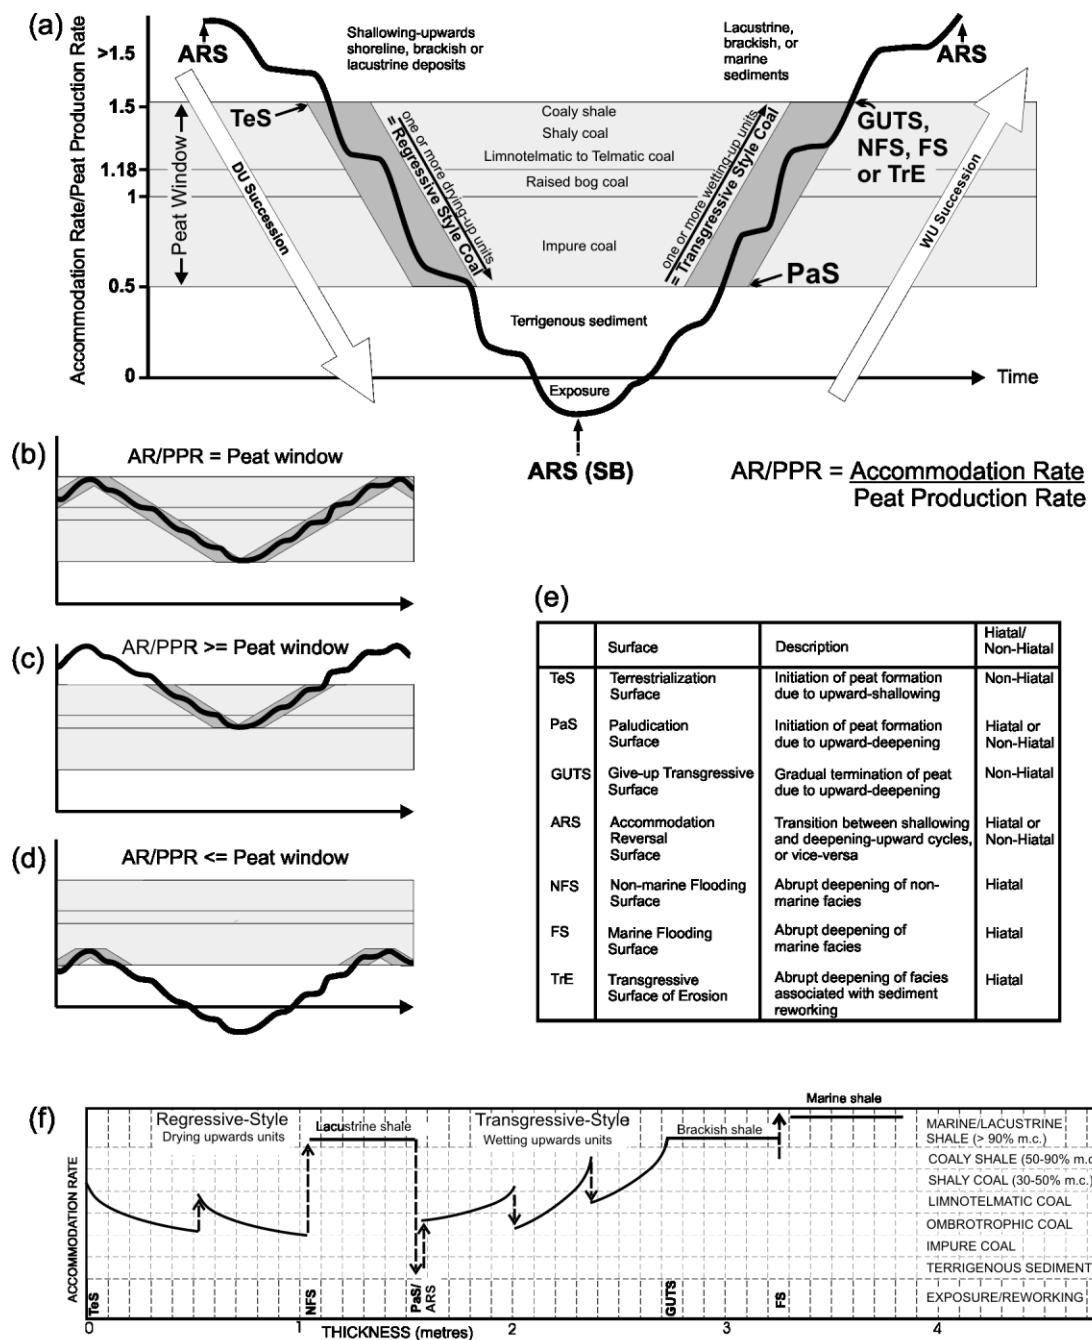 (a)
Accommodation Rate/Peat Production Rate
>1.5
1.5
1.18
1
0.5
0
Peat Window
ARS
TeS
DU Succession
Shallowing-upwards
shoreline, brackish or
lacustrine deposits
one or more drying-up units
= Regressive Style Coal
Coaly shale
Shaly coal
Limnotelmatic to Telmatic coal
Raised bog coal
Impure coal
Terrigenous sediment
Exposure
ARS (SB)
Lacustrine,
brackish, or
marine
sediments
one or more wetting-up units
= Transgressive Style Coal
ARS
GUTS,
NFS, FS
or TrE
PaS
WU Succession
Time
AR/PPR = Accommodation Rate
Peat Production Rate
(b)
AR/PPR = Peat window
(c)
AR/PPR >= Peat window
(d)
AR/PPR <= Peat window
(e)
Surface Description Hiatal/
Non-Hiatal
TeS Terrestrialization Initiation of peat formation Non-Hiatal
Surface due to upward-shallowing
PaS Paludication Initiation of peat formation Hiatal or
Surface due to upward-deepening Non-Hiatal
GUTS Give-up Transgressive Gradual termination of peat Non-Hiatal
Surface due to upward-deepening
ARS Accommodation Transition between shallowing Hiatal or
Reversal and deepening-upward cycles, Non-Hiatal
Surface or vice-versa
NFS Non-marine Flooding Abrupt deepening of non- Hiatal
Surface marine facies
FS Marine Flooding Abrupt deepening of Hiatal
Surface marine facies
TrE Transgressive Abrupt deepening of facies Hiatal
Surface of Erosion associated with sediment
reworking
(f)
ACCOMMODATION RATE
Regressive-Style
Drying upwards units
Lacustrine shale
Transgressive-Style
Wetting upwards units
Brackish shale
Marine shale
MARINE/LACUSTRINE
SHALE (> 90% m.c.)
COALY SHALE (50-90% m.c
SHALY COAL (30-50% m.c.)
LIMNOTELMATIC COAL
OMBROTROPHIC COAL
IMPURE COAL
TERRIGENOUS SEDIMENT
EXPOSURE/REWORKING
TeS
NFS
PaS/
ARS
GUTS
FS
0 1 2 3 4
THICKNESS (metres)